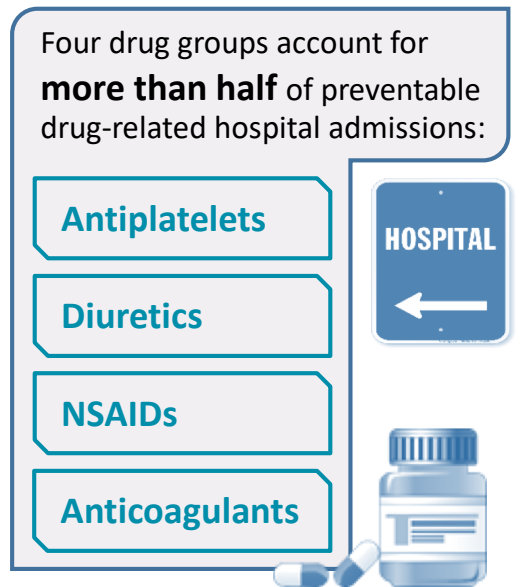 Four drug groups account for
more than half of preventable
drug-related hospital admissions:
Antiplatelets
HOSPITAL
Diuretics
NSAIDs
Anticoagulants